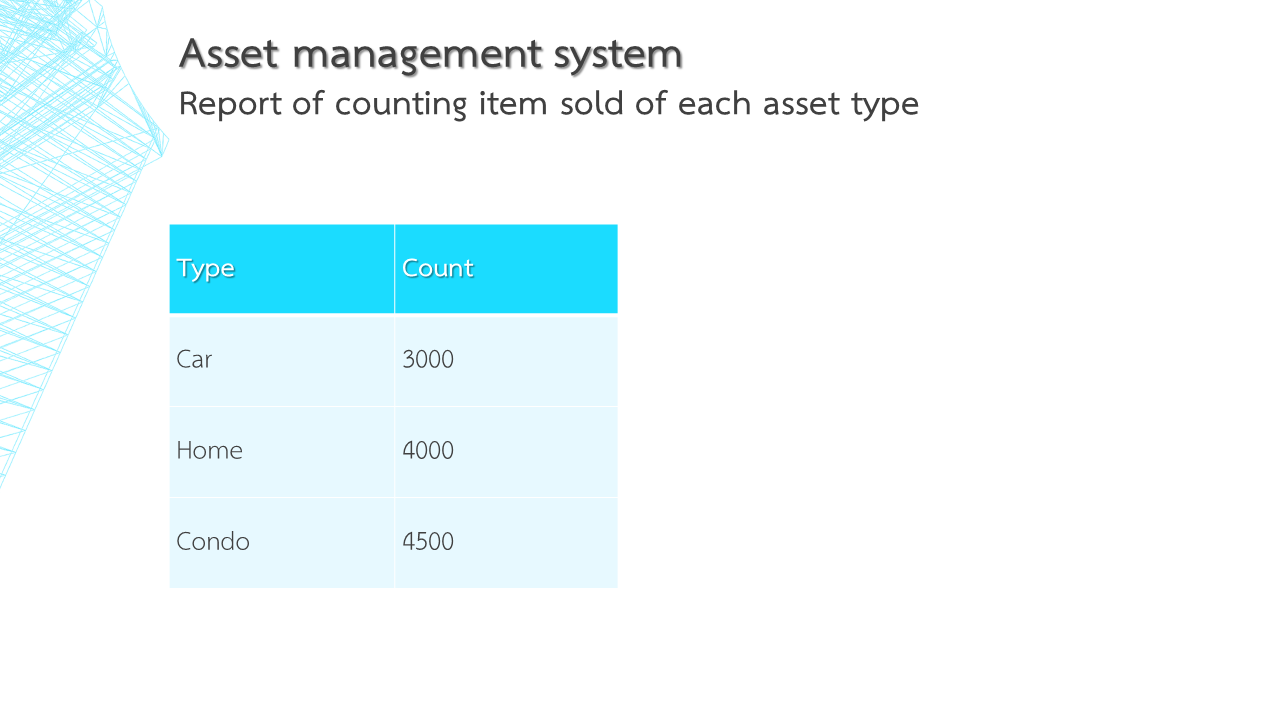 Asset management system
Report of counting item sold of each asset type
Type Count
Car 3000
Home 4000
Condo 4500